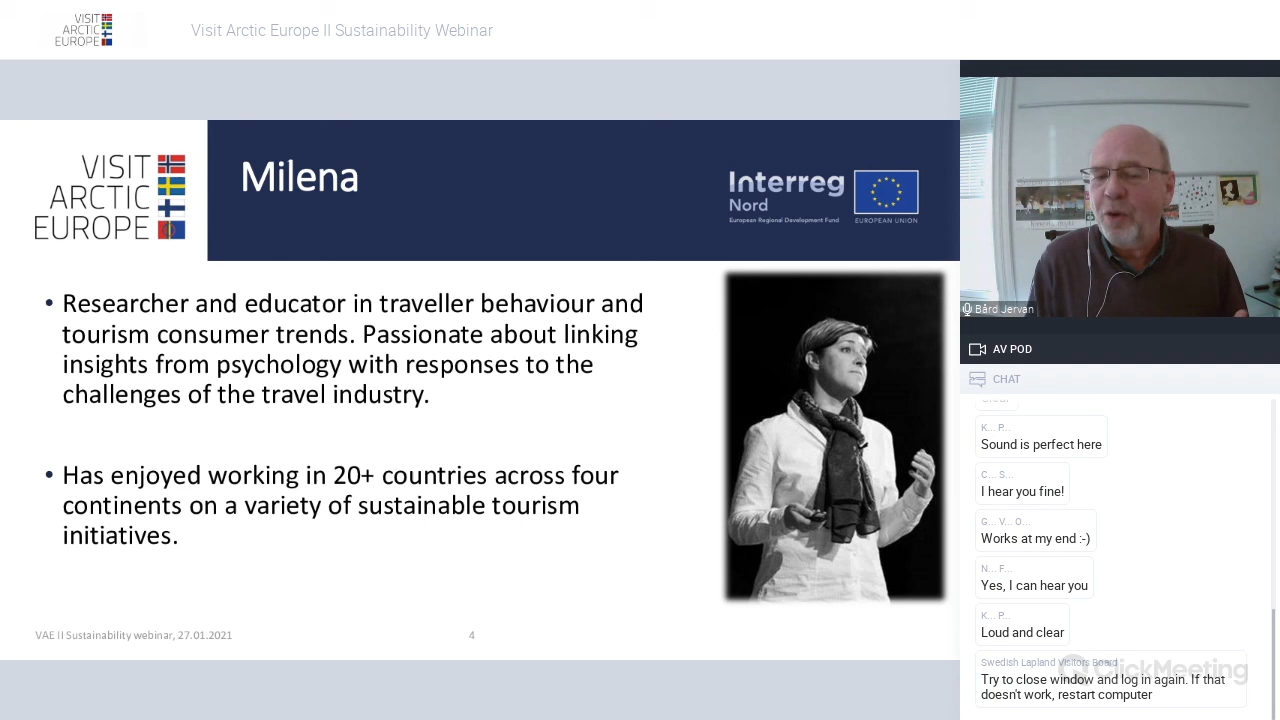 VISIT
ARCTIC
EUROPE
Visit Arctic Europe II Sustainability Webinar
VISIT
ARCTIC
EUROPE
Milena
Interreg
Nord
European Regional Development Fund
EUROPEAN UNION
• Researcher and educator in traveller behaviour and
tourism consumer trends. Passionate about linking
insights from psychology with responses to the
challenges of the travel industry.
• Has enjoyed working in 20+ countries across four
continents on a variety of sustainable tourism
initiatives.
VAE II Sustainability webinar, 27.01.2021
4
Bård Jervan
AV POD
CHAT
K... P...
Sound is perfect here
C... S...
I hear you fine!
G... V... O...
Works at my end :-)
N... F...
Yes, I can hear you
K... P...
Loud and clear
Swedish Lapland Visitors Board
Try to close window and log in again. If that
doesn't work, restart computer
ClickMeeting